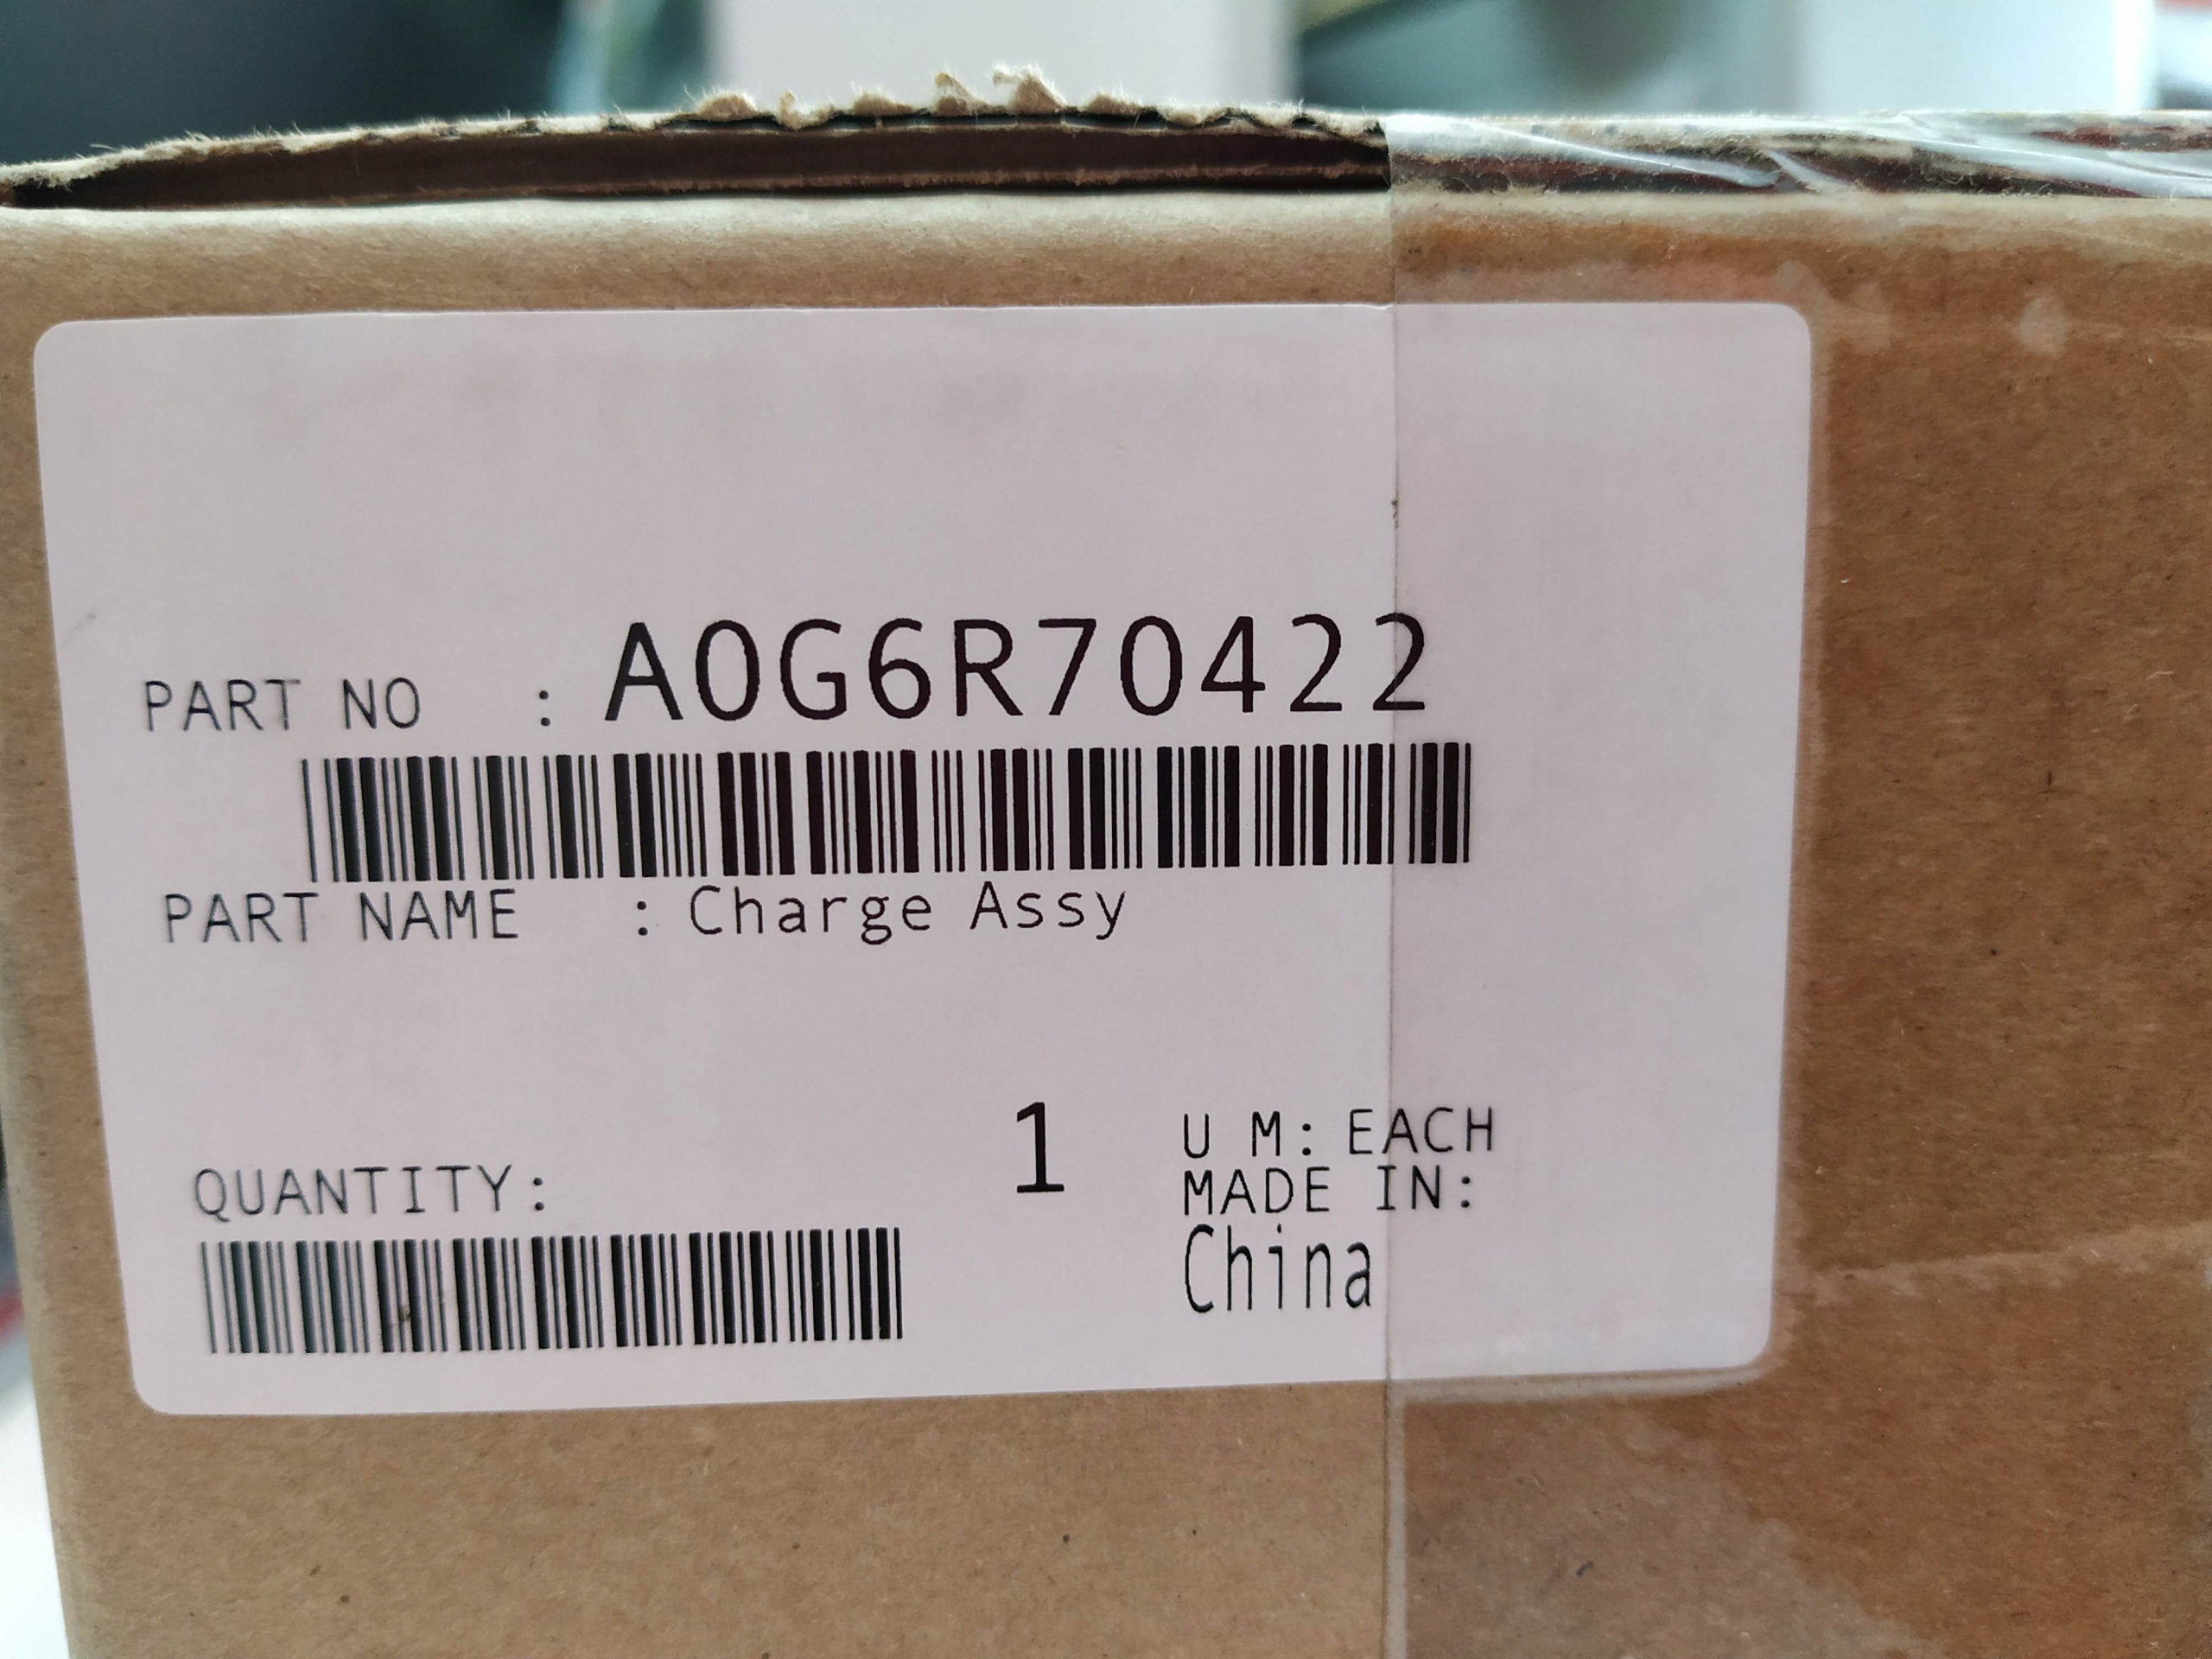 PART NO : A0G6R70422
PART NAME : Charge Assy
QUANTITY: 1
U M: EACH
MADE IN:
China